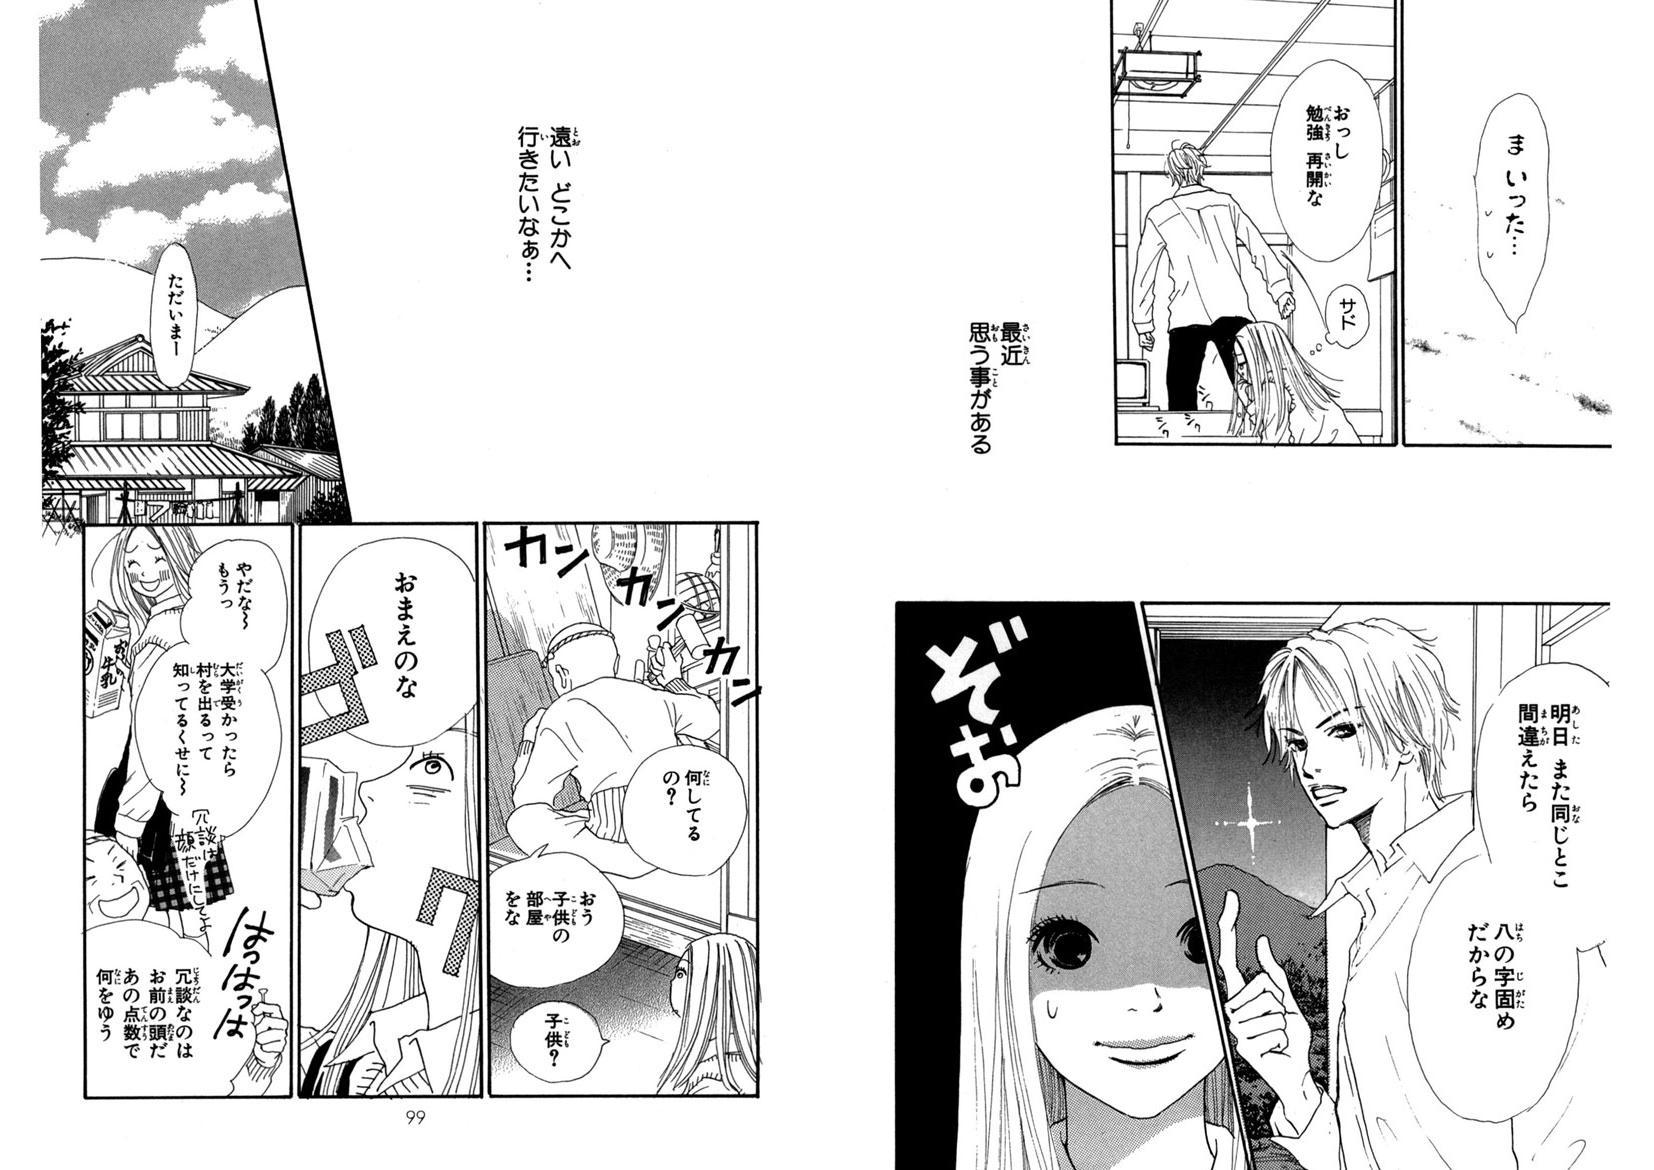 まいった…
おっし
勉強 再開な
サド
明日 また同じとこ
間違えたら
八の字固め
だからな
ぞぉ
最近
思う事がある
遠い どこかへ
行きたいなぁ…
ただいまー
カン
カン
カン
何してる
の?
おう
子供の
部屋
をな
子供?
おまえのな
ゴ
ク
やだな〜
もうっ
大学受かったら
村を出るって
知ってるくせに〜
冗談は
顔だけにしてよ
牛乳
はっはっは
冗談なのは
お前の頭だ
あの点数で
何をゆう
99